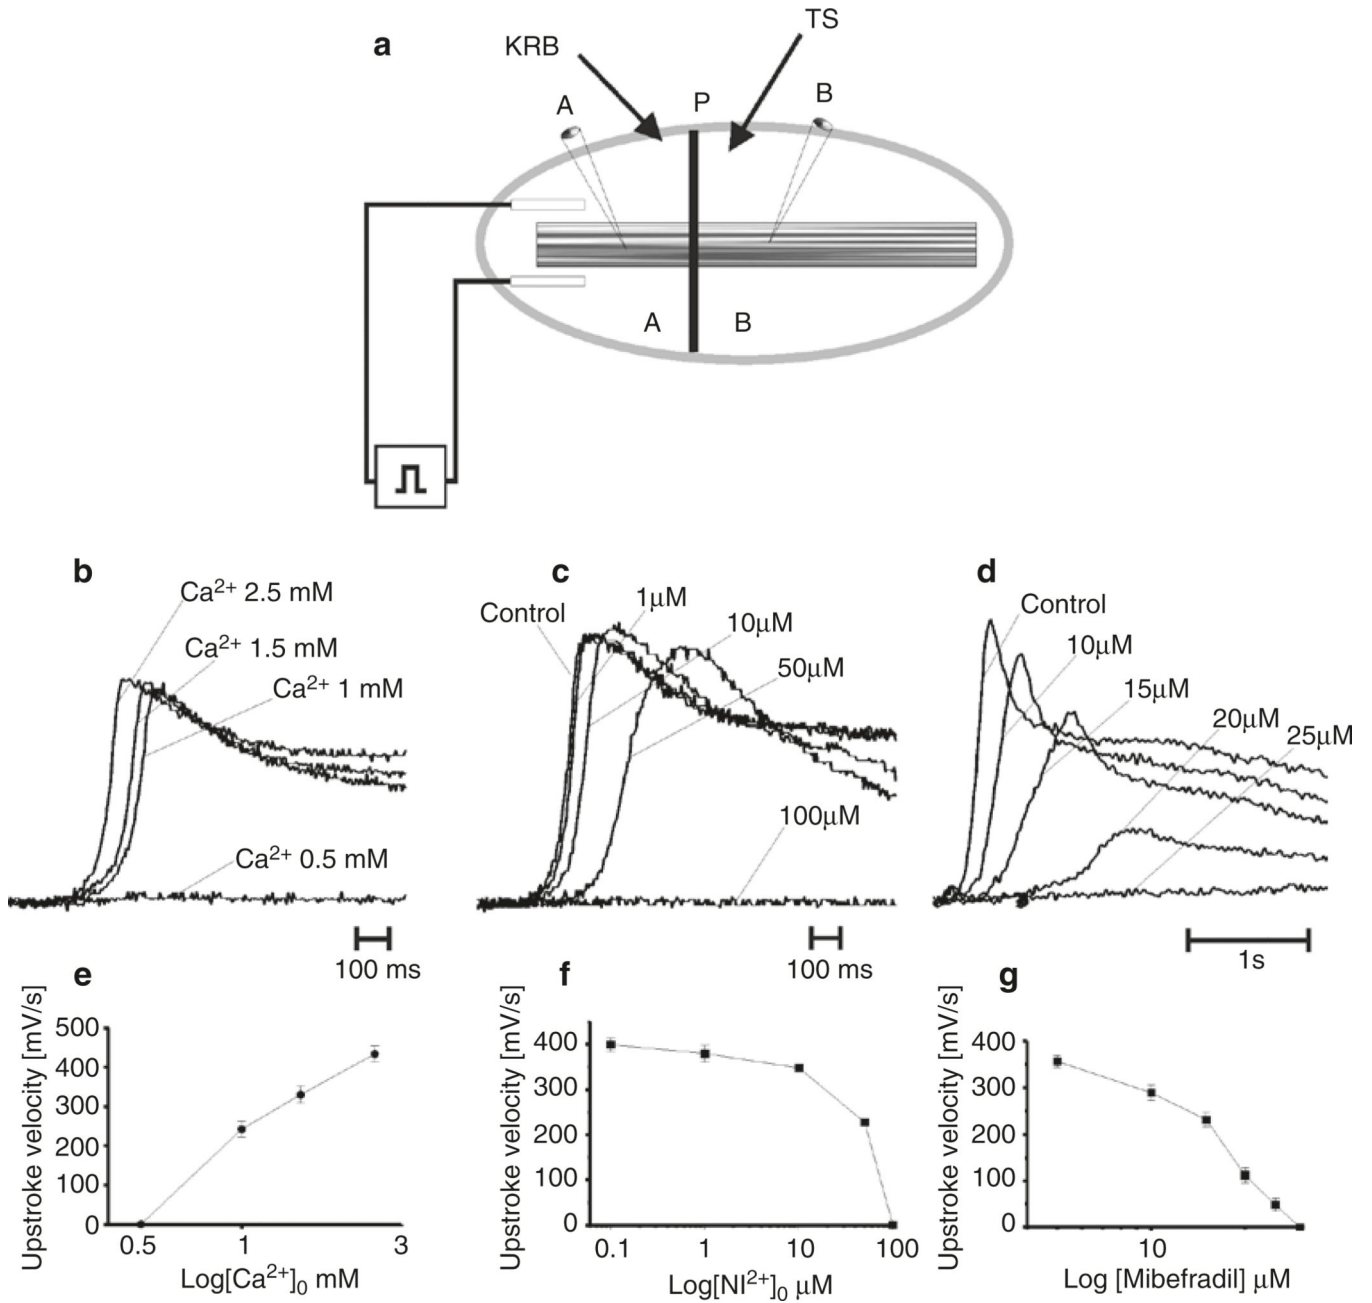 a
KRB
TS
A
P
B
A
B
b
Ca2+ 2.5 mM
Ca2+ 1.5 mM
Ca2+ 1 mM
Ca2+ 0.5 mM
100 ms
c
Control
1μM
10μM
50μM
100μM
100 ms
d
Control
10μM
15μM
20μM
25μM
1s
e
Upstroke velocity [mV/s]
500
400
300
200
100
0
0.5 1 3
Log[Ca2+]0 mM
f
Upstroke velocity [mV/s]
400
300
200
100
0
0.1 1 10 100
Log[NI2+]0 μM
g
Upstroke velocity [mV/s]
400
300
200
100
0
10
Log [Mibefradil] μM